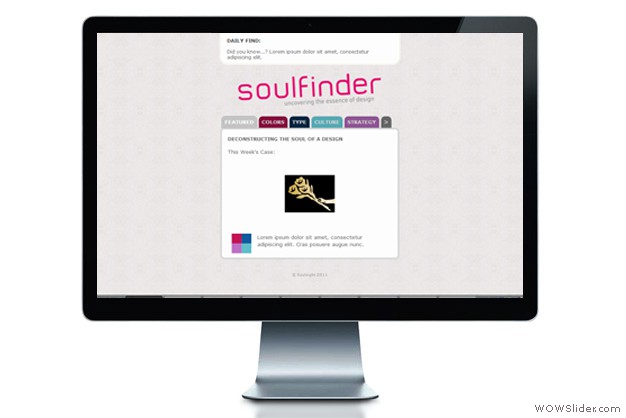 DAILY FIND:
Did you know...? Lorem ipsum dolor sit amet, consectetur
adipiscing elit.
soulfinder
uncovering the essence of design
FEATURED COLORS TYPE CULTURE STRATEGY >
DECONSTRUCTING THE SOUL OF A DESIGN
This Week's Case:
Lorem ipsum dolor sit amet, consectetur
adipiscing elit. Cras posuere augue nunc.
WOWSlider.com